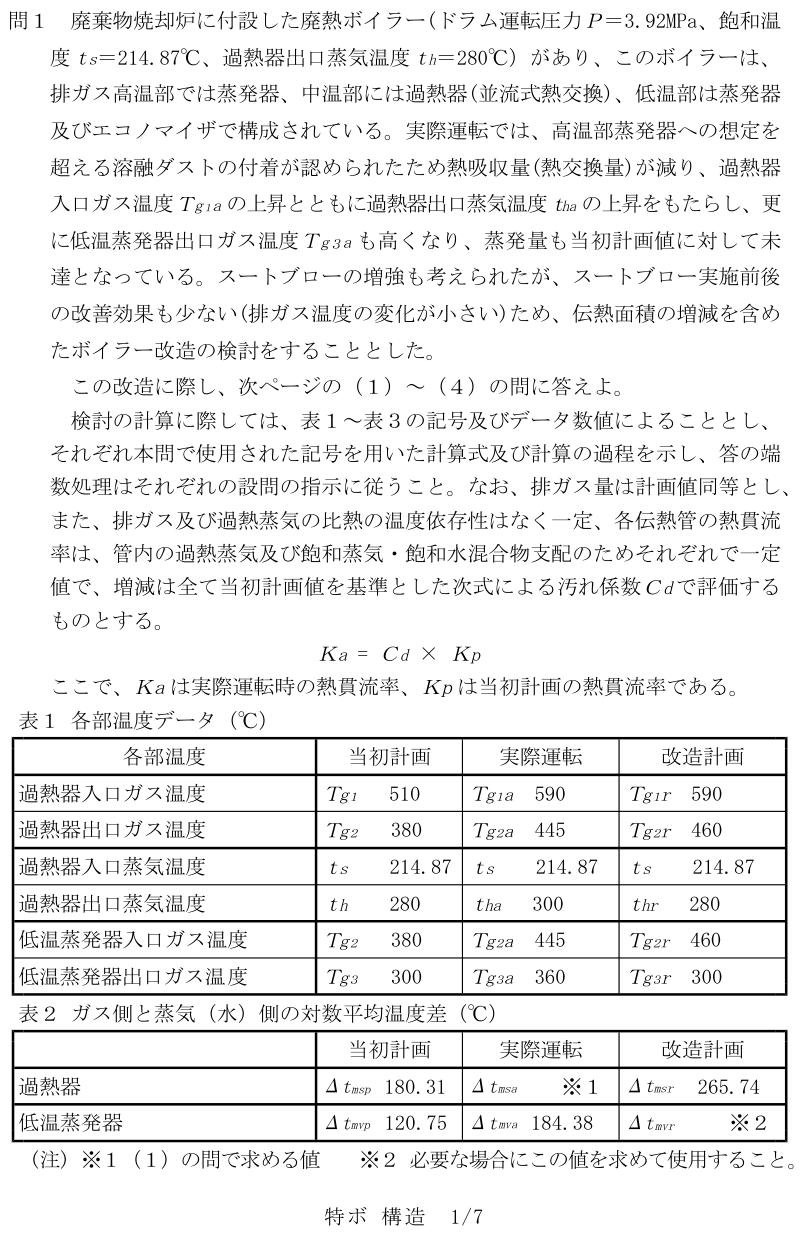 問1 廃棄物焼却炉に付設した廃熱ボイラー(ドラム運転圧力P=3.92MPa、飽和温
度ts=214.87℃、過熱器出口蒸気温度th=280℃)があり、このボイラーは、
排ガス高温部では蒸発器、中温部には過熱器(並流式熱交換)、低温部は蒸発器
及びエコノマイザで構成されている。実際運転では、高温部蒸発器への想定を
超える溶融ダストの付着が認められたため熱吸収量(熱交換量)が減り、過熱器
入口ガス温度Tg1aの上昇とともに過熱器出口蒸気温度thaの上昇をもたらし、更
に低温蒸発器出口ガス温度Tg3aも高くなり、蒸発量も当初計画値に対して未
達となっている。スートブローの増強も考えられたが、スートブロー実施前後
の改善効果も少ない(排ガス温度の変化が小さい)ため、伝熱面積の増減を含め
たボイラー改造の検討をすることとした。
この改造に際し、次ページの(1)~(4)の問に答えよ。
検討の計算に際しては、表1~表3の記号及びデータ数値によることとし、
それぞれ本問で使用された記号を用いた計算式及び計算の過程を示し、答の端
数処理はそれぞれの設問の指示に従うこと。なお、排ガス量は計画値同等とし、
また、排ガス及び過熱蒸気の比熱の温度依存性はなく一定、各伝熱管の熱貫流
率は、管内の過熱蒸気及び飽和蒸気・飽和水混合物支配のためそれぞれで一定
値で、増減は全て当初計画値を基準とした次式による汚れ係数Cdで評価する
ものとする。
Ka = Cd × Kp
ここで、Kaは実際運転時の熱貫流率、Kpは当初計画の熱貫流率である。
表1 各部温度データ(℃)
各部温度 当初計画 実際運転 改造計画
過熱器入口ガス温度 Tg1 510 Tg1a 590 Tg1r 590
過熱器出口ガス温度 Tg2 380 Tg2a 445 Tg2r 460
過熱器入口蒸気温度 ts 214.87 ts 214.87 ts 214.87
過熱器出口蒸気温度 th 280 tha 300 thr 280
低温蒸発器入口ガス温度 Tg2 380 Tg2a 445 Tg2r 460
低温蒸発器出口ガス温度 Tg3 300 Tg3a 360 Tg3r 300
表2 ガス側と蒸気(水)側の対数平均温度差(℃)
当初計画 実際運転 改造計画
過熱器 Δtmsp 180.31 Δtmsa ※1 Δtmsr 265.74
低温蒸発器 Δtmvp 120.75 Δtmva 184.38 Δtmvr ※2
(注)※1(1)の問で求める値 ※2 必要な場合にこの値を求めて使用すること。
特ボ 構造 1/7